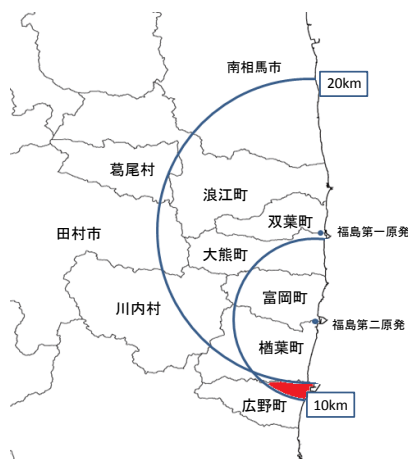 南相馬市
20km
葛尾村
浪江町
双葉町
福島第一原発
田村市
大熊町
富岡町
川内村
福島第二原発
楢葉町
広野町
10km